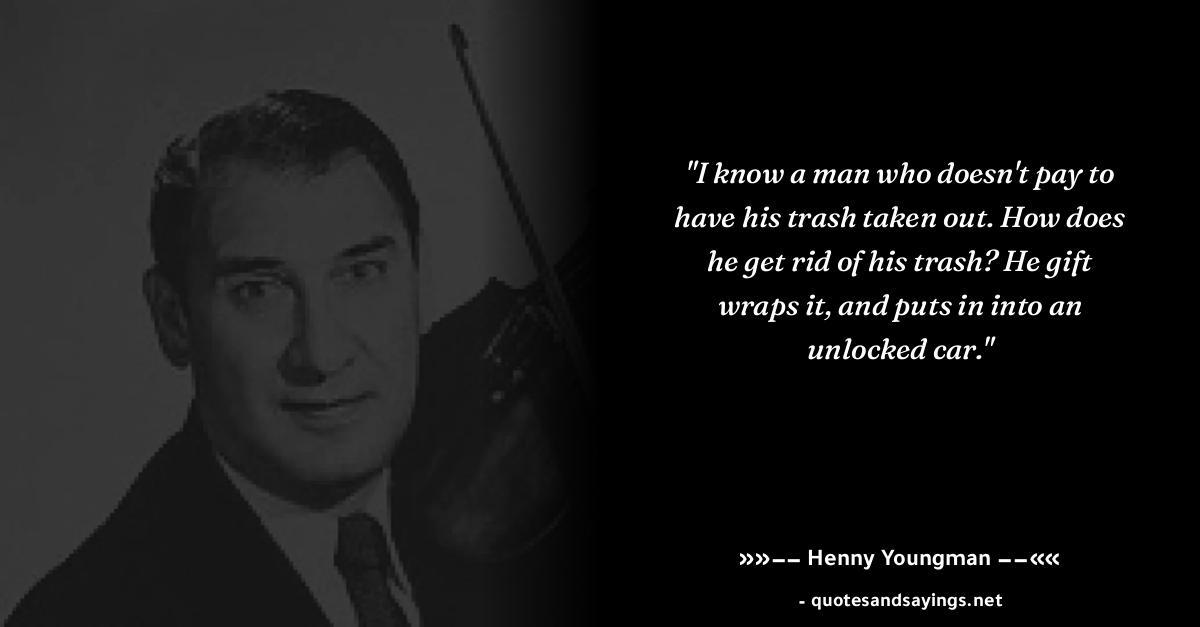 "I know a man who doesn't pay to
have his trash taken out. How does
he get rid of his trash? He gift
wraps it, and puts in into an
unlocked car."
»»–– Henny Youngman ––««
- quotesandsayings.net